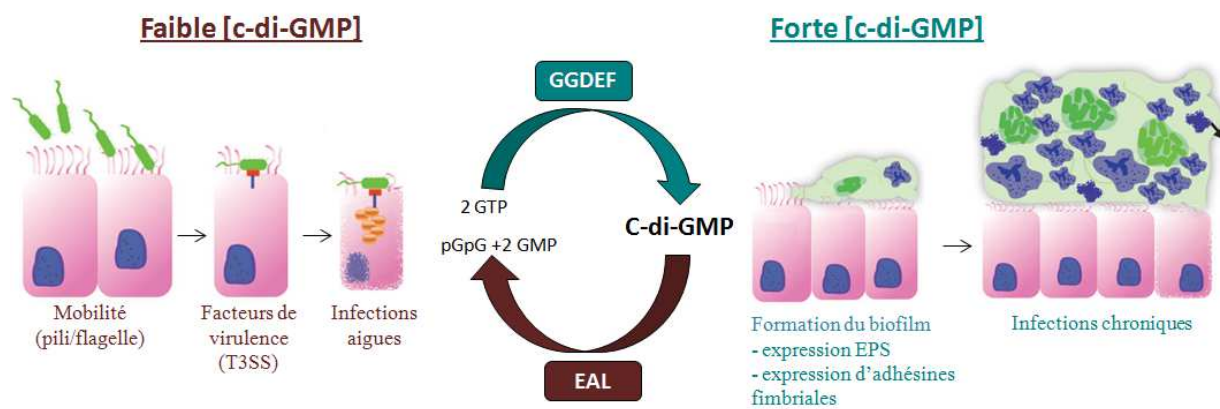 Faible [c-di-GMP]
Mobilité
(pili/flagelle)
Facteurs de
virulence
(T3SS)
Infections
aigues
GGDEF
2 GTP
pGpG +2 GMP
C-di-GMP
EAL
Forte [c-di-GMP]
Formation du biofilm
- expression EPS
- expression d’adhésines
fimbriales
Infections chroniques